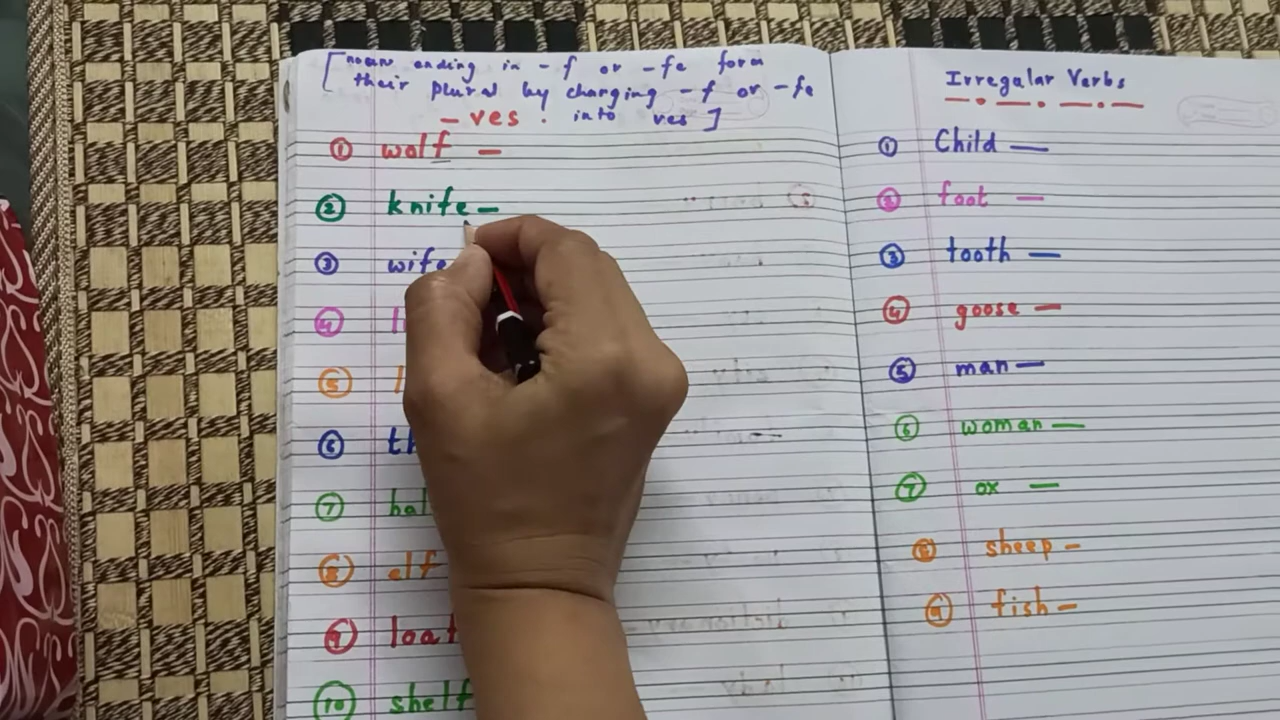 [ nouns ending in -f or -fe form
their plural by changing -f or -fe
-ves. into ves ]
① wolf -
② knife -
③ wife
⑥ th
⑦ hal
⑧ elf
⑨ loaf
⑩ shelf
Irregular Verbs
① Child -
② foot -
③ tooth -
④ goose -
⑤ man -
⑥ woman -
⑦ ox -
⑧ sheep -
⑨ fish -